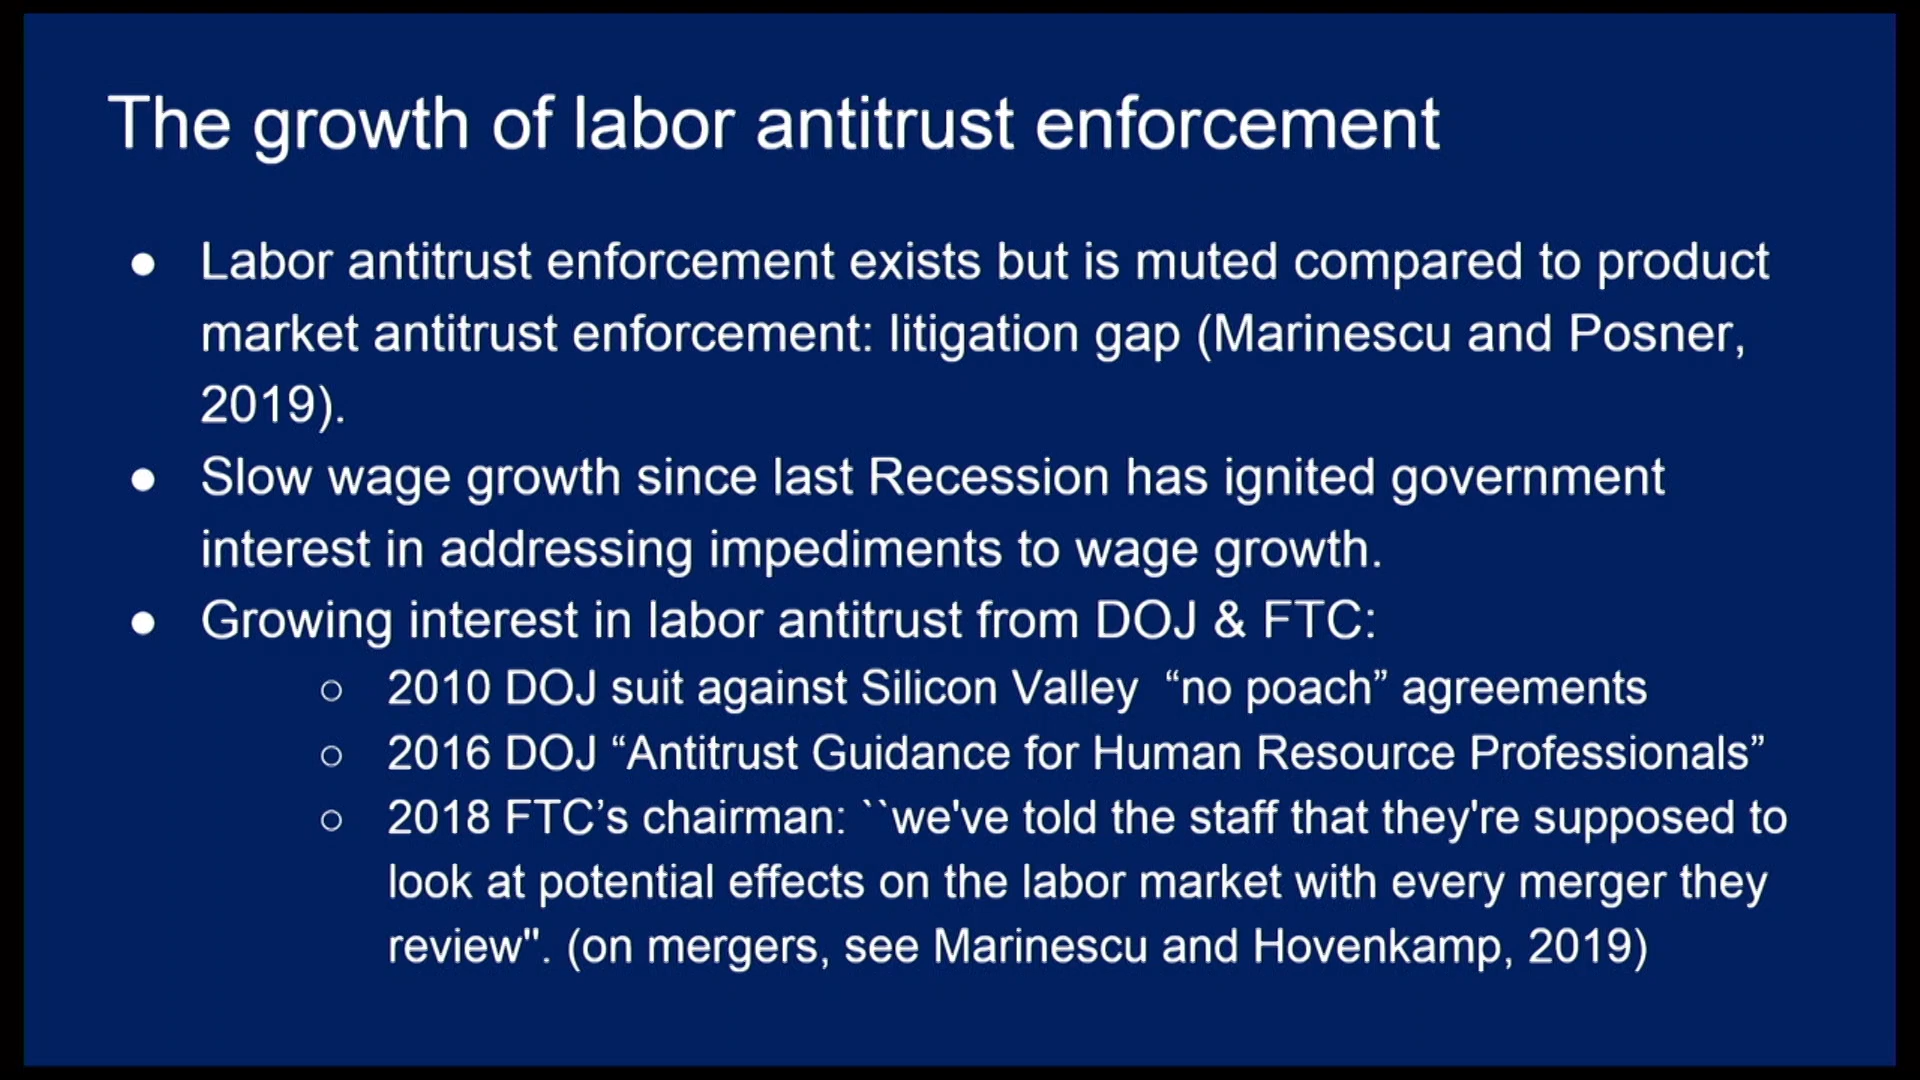 The growth of labor antitrust enforcement
● Labor antitrust enforcement exists but is muted compared to product
market antitrust enforcement: litigation gap (Marinescu and Posner,
2019).
● Slow wage growth since last Recession has ignited government
interest in addressing impediments to wage growth.
● Growing interest in labor antitrust from DOJ & FTC:
○ 2010 DOJ suit against Silicon Valley “no poach” agreements
○ 2016 DOJ “Antitrust Guidance for Human Resource Professionals”
○ 2018 FTC’s chairman: ``we've told the staff that they're supposed to
look at potential effects on the labor market with every merger they
review". (on mergers, see Marinescu and Hovenkamp, 2019)